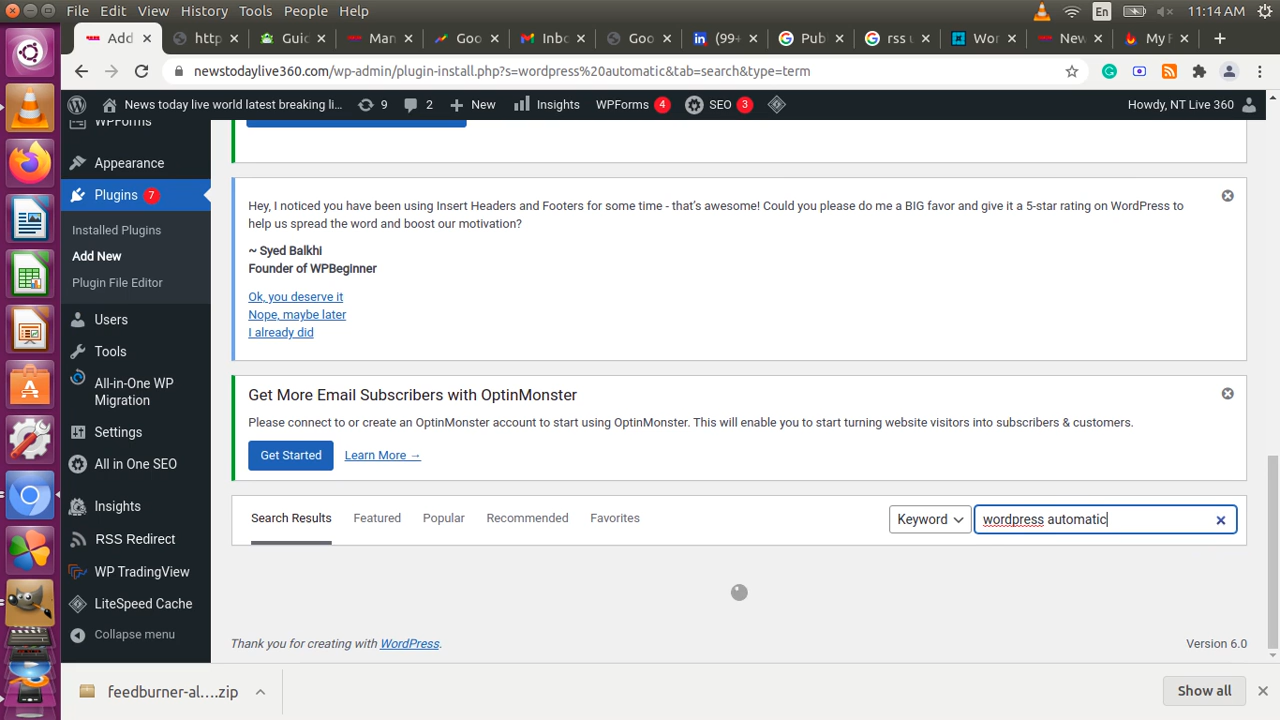 File Edit View History Tools People Help
En
11:14 AM
Add
http
Guid
Man
Goo
Inbo
Goo
(99+
Pub
rss u
Wor
New
My F
newstodaylive360.com/wp-admin/plugin-install.php?s=wordpress%20automatic&tab=search&type=term
News today live world latest breaking li...
9
2
New
Insights
WPForms 4
SEO 3
Howdy, NT Live 360
WPForms
Appearance
Plugins 7
Installed Plugins
Add New
Plugin File Editor
Users
Tools
All-in-One WP
Migration
Settings
All in One SEO
Insights
RSS Redirect
WP TradingView
LiteSpeed Cache
Collapse menu
Hey, I noticed you have been using Insert Headers and Footers for some time - that's awesome! Could you please do me a BIG favor and give it a 5-star rating on WordPress to
help us spread the word and boost our motivation?
~ Syed Balkhi
Founder of WPBeginner
Ok, you deserve it
Nope, maybe later
I already did
Get More Email Subscribers with OptinMonster
Please connect to or create an OptinMonster account to start using OptinMonster. This will enable you to start turning website visitors into subscribers & customers.
Get Started
Learn More →
Search Results
Featured
Popular
Recommended
Favorites
Keyword
wordpress automatic
Thank you for creating with WordPress.
Version 6.0
feedburner-al....zip
Show all